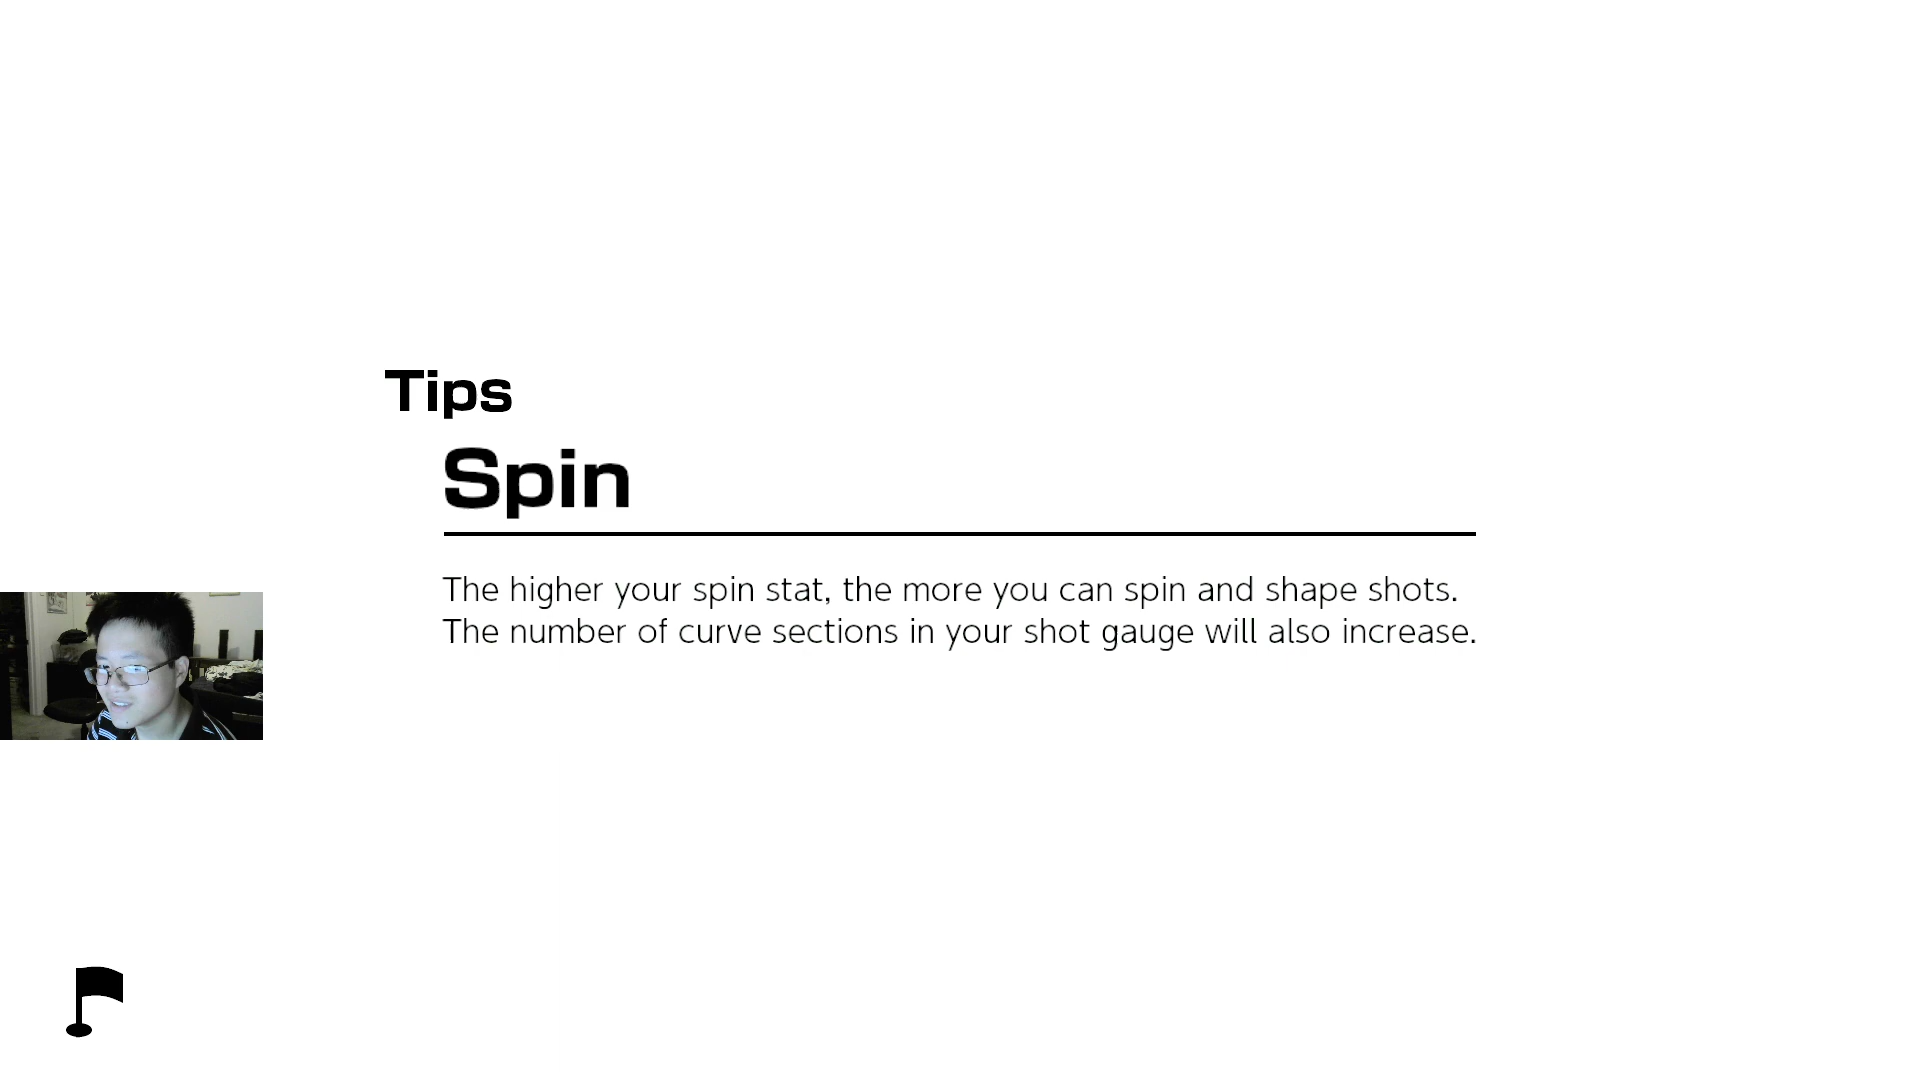 Tips
Spin
The higher your spin stat, the more you can spin and shape shots.
The number of curve sections in your shot gauge will also increase.